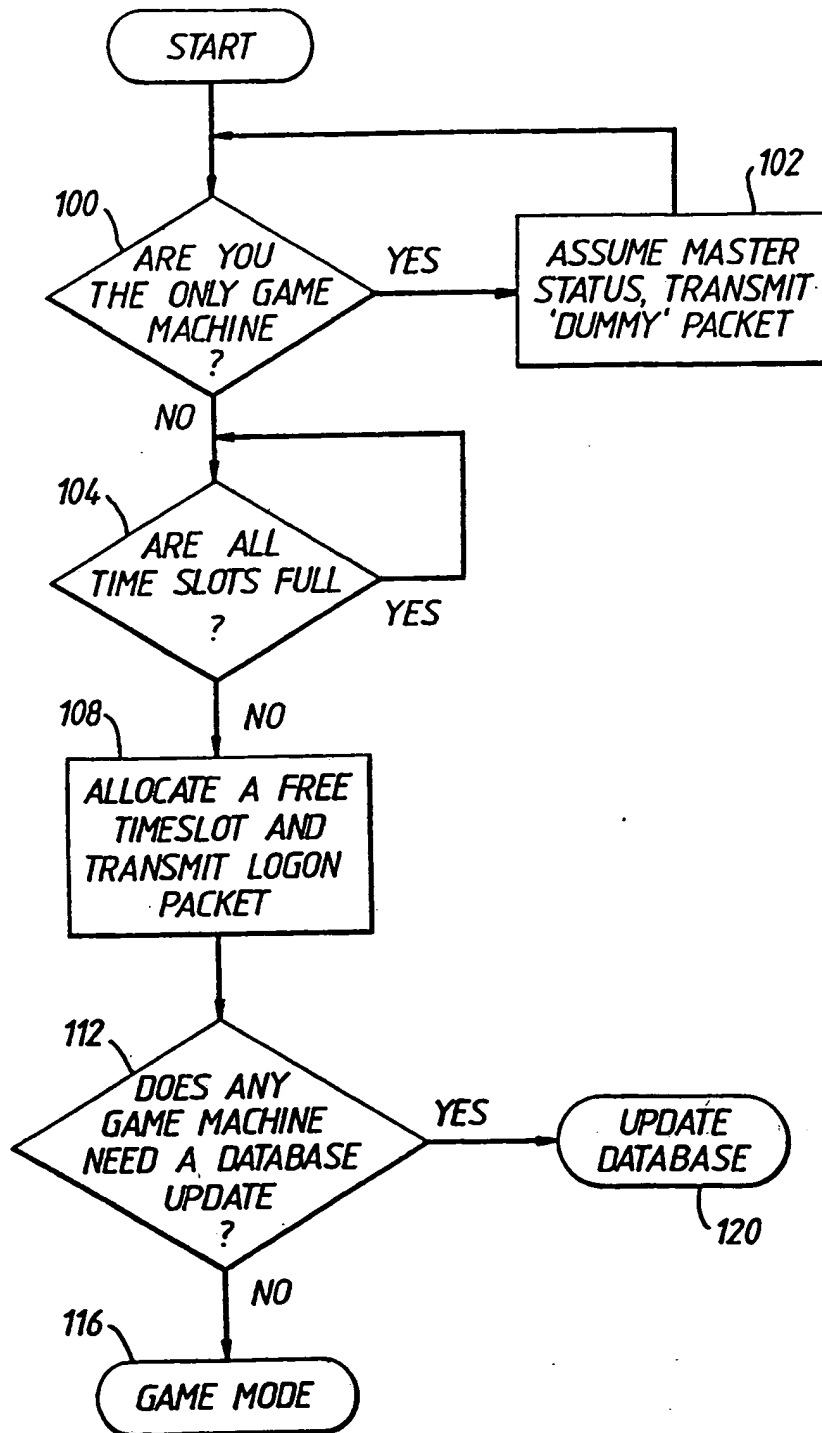 START
102
100
ARE YOU
THE ONLY GAME
MACHINE
?
YES
ASSUME MASTER
STATUS, TRANSMIT
'DUMMY' PACKET
NO
104
ARE ALL
TIME SLOTS FULL
?
YES
NO
108
ALLOCATE A FREE
TIMESLOT AND
TRANSMIT LOGON
PACKET
112
DOES ANY
GAME MACHINE
NEED A DATABASE
UPDATE
?
YES
UPDATE
DATABASE
120
NO
116
GAME MODE